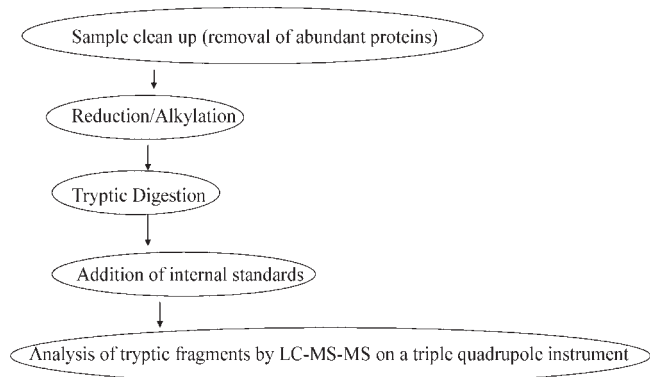 Sample clean up (removal of abundant proteins)
Reduction/Alkylation
Tryptic Digestion
Addition of internal standards
Analysis of tryptic fragments by LC-MS-MS on a triple quadrupole instrument